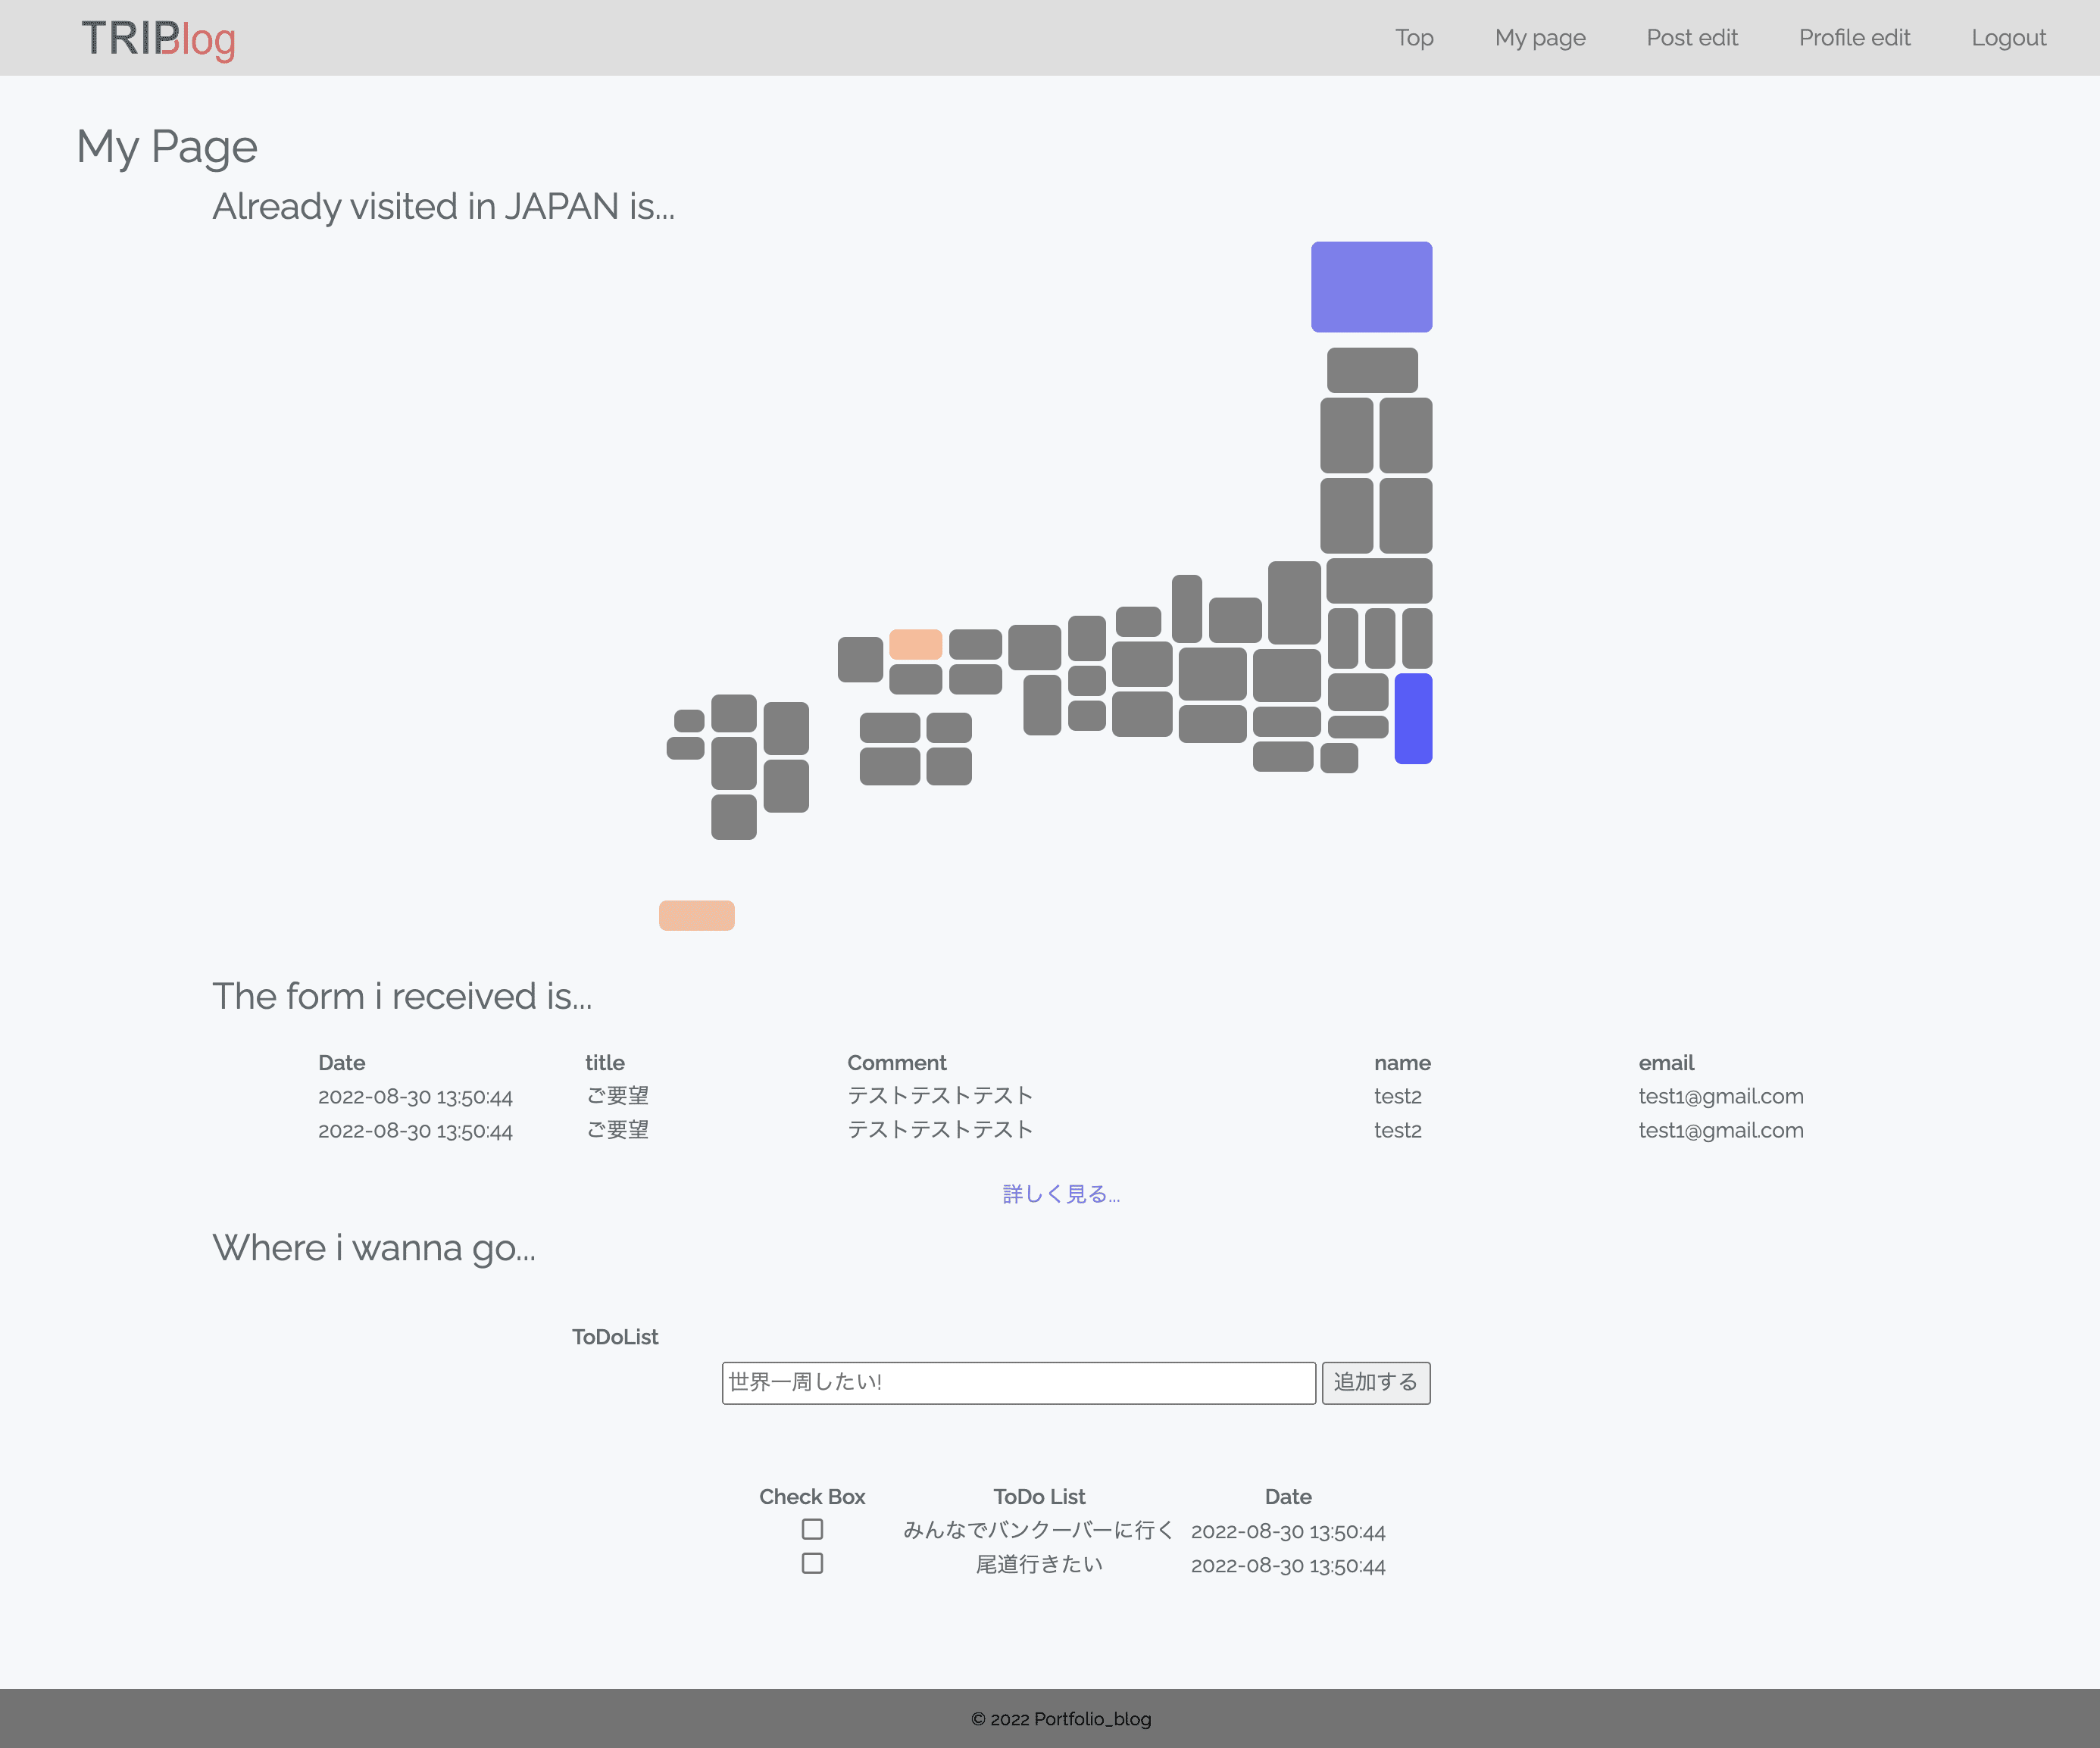 TRIPBlog
Top My page Post edit Profile edit Logout
My Page
Already visited in JAPAN is...
The form i received is...
Date title Comment name email
2022-08-30 13:50:44 ご要望 テストテストテスト test2 test1@gmail.com
2022-08-30 13:50:44 ご要望 テストテストテスト test2 test1@gmail.com
詳しく見る...
Where i wanna go...
ToDoList
世界一周したい! 追加する
Check Box ToDo List Date
みんなでバンクーバーに行く 2022-08-30 13:50:44
尾道行きたい 2022-08-30 13:50:44
© 2022 Portfolio_blog